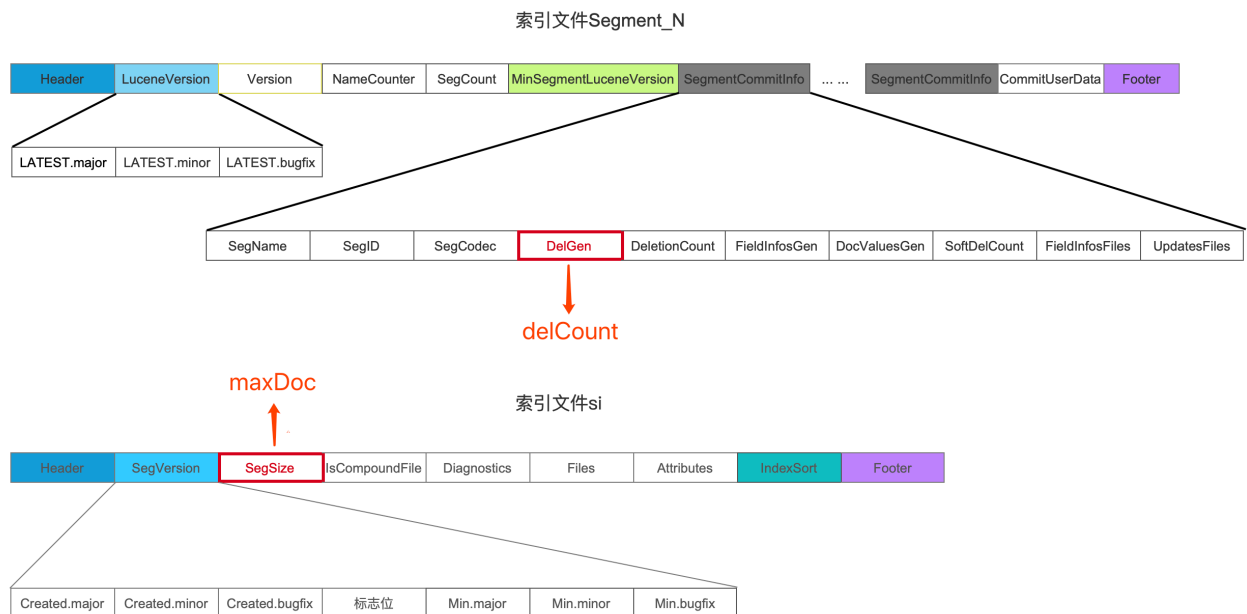 索引文件Segment_N
Header LuceneVersion Version NameCounter SegCount MinSegmentLuceneVersion SegmentCommitInfo ... ... SegmentCommitInfo CommitUserData Footer
LATEST.major LATEST.minor LATEST.bugfix
SegName SegID SegCodec DelGen DeletionCount FieldInfosGen DocValuesGen SoftDelCount FieldInfosFiles UpdatesFiles
delCount
maxDoc
索引文件si
Header SegVersion SegSize IsCompoundFile Diagnostics Files Attributes IndexSort Footer
Created.major Created.minor Created.bugfix 标志位 Min.major Min.minor Min.bugfix